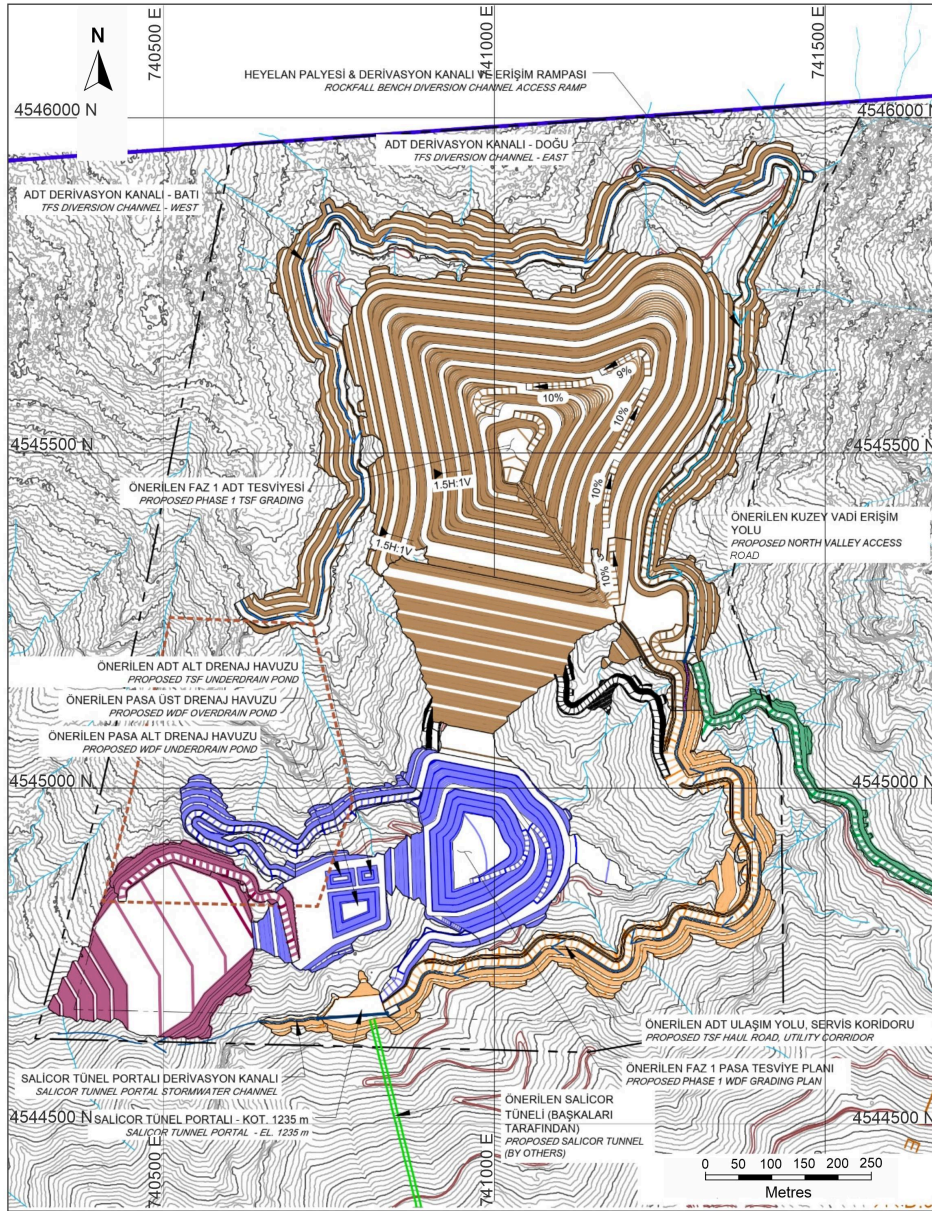 N
740500 E
741000 E
741500 E
HEYELAN PALYESİ & DERİVASYON KANALI VE ERİŞİM RAMPASI
ROCKFALL BENCH DIVERSION CHANNEL ACCESS RAMP
4546000 N
4546000 N
ADT DERİVASYON KANALI - DOĞU
TFS DIVERSION CHANNEL - EAST
ADT DERİVASYON KANALI - BATI
TFS DIVERSION CHANNEL - WEST
9%
10%
10%
4545500 N
4545500 N
1.5H:1V
10%
ÖNERİLEN FAZ 1 ADT TESVİYESİ
PROPOSED PHASE 1 TSF GRADING
ÖNERİLEN KUZEY VADİ ERİŞİM
YOLU
PROPOSED NORTH VALLEY ACCESS
ROAD
1.5H:1V
10%
ÖNERİLEN ADT ALT DRENAJ HAVUZU
PROPOSED TSF UNDERDRAIN POND
ÖNERİLEN PASA ÜST DRENAJ HAVUZU
PROPOSED WDF OVERDRAIN POND
ÖNERİLEN PASA ALT DRENAJ HAVUZU
PROPOSED WDF UNDERDRAIN POND
4545000 N
4545000 N
ÖNERİLEN ADT ULAŞIM YOLU, SERVİS KORİDORU
PROPOSED TSF HAUL ROAD, UTILITY CORRIDOR
ÖNERİLEN FAZ 1 PASA TESVİYE PLANI
PROPOSED PHASE 1 WDF GRADING PLAN
SALİCOR TÜNEL PORTALI DERİVASYON KANALI
SALICOR TUNNEL PORTAL STORMWATER CHANNEL
ÖNERİLEN SALİCOR
TÜNELİ (BAŞKALARI
TARAFINDAN)
PROPOSED SALICOR TUNNEL
(BY OTHERS)
4544500 N
4544500 N
SALİCOR TÜNEL PORTALI - KOT. 1235 m
SALICOR TUNNEL PORTAL - EL. 1235 m
740500 E
741000 E
0 50 100 150 200 250
Metres